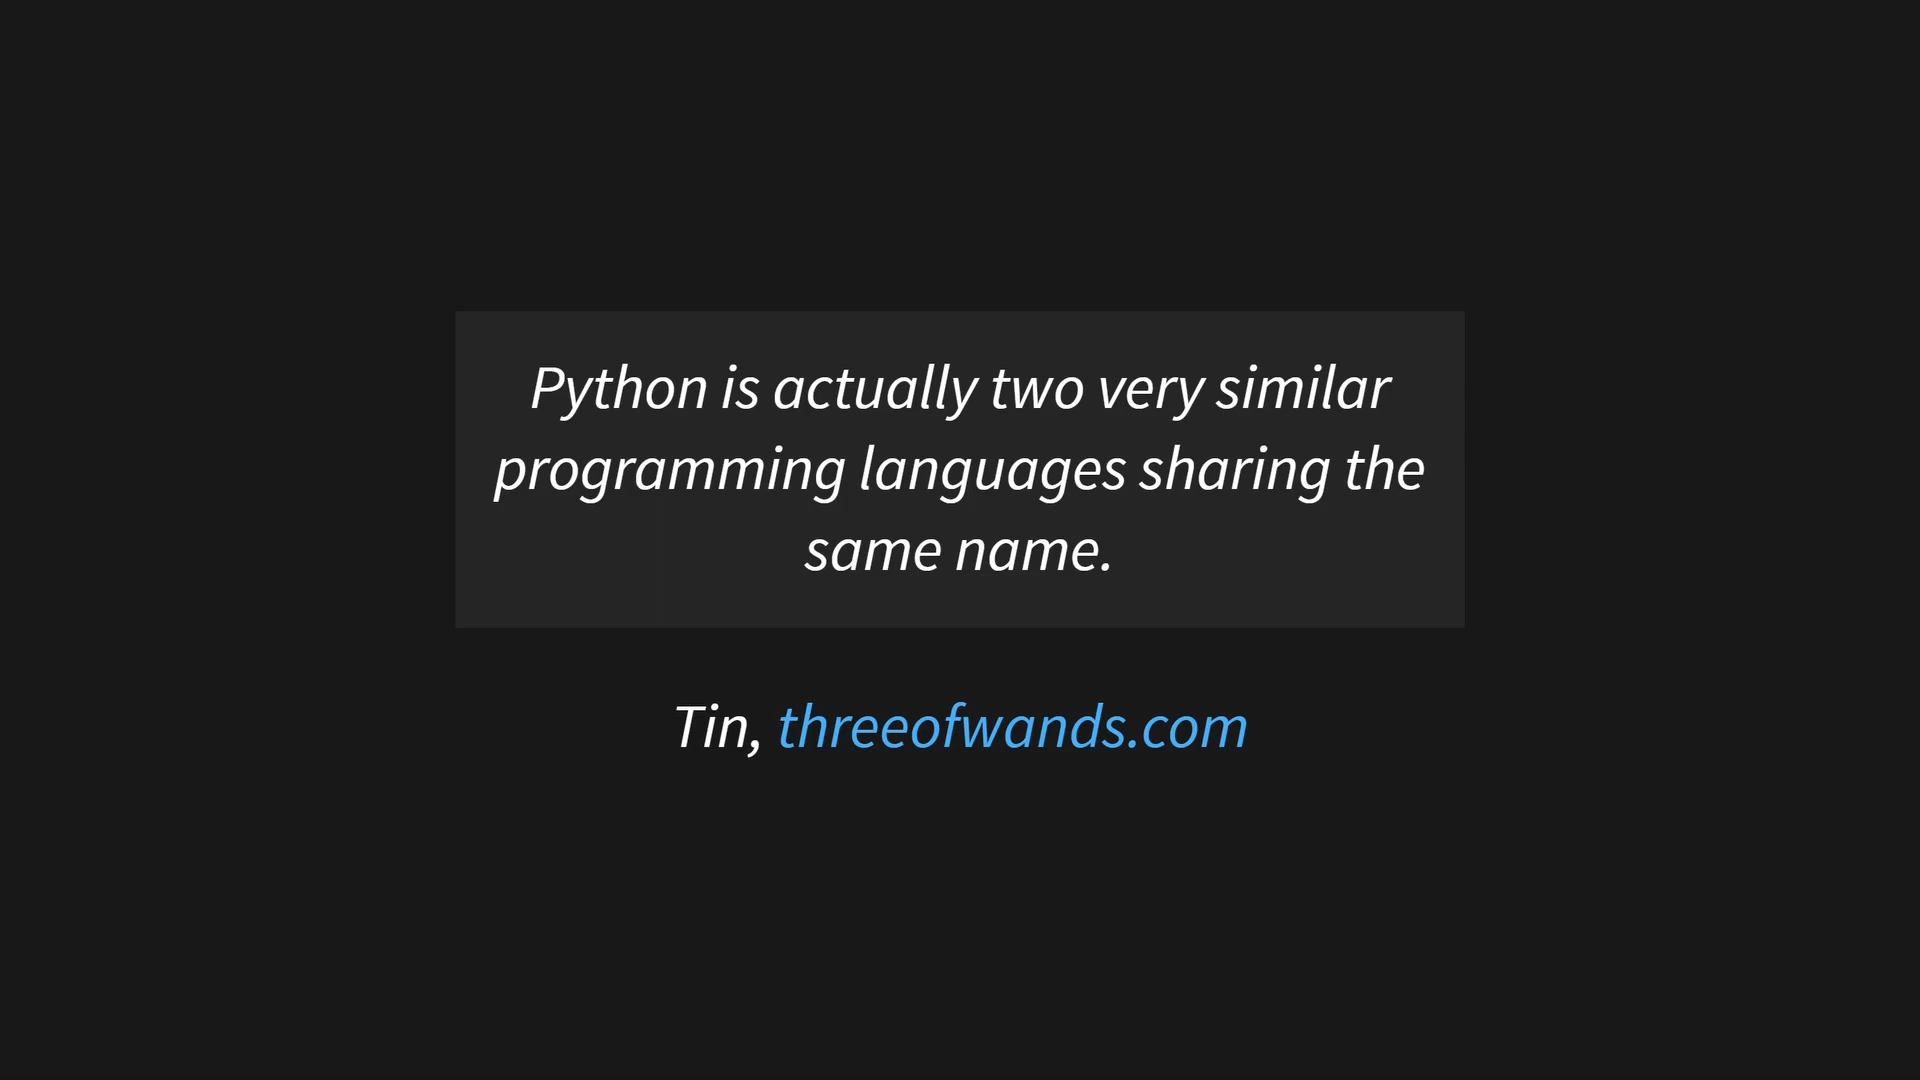 Python is actually two very similar
programming languages sharing the
same name.
Tin, threeofwands.com